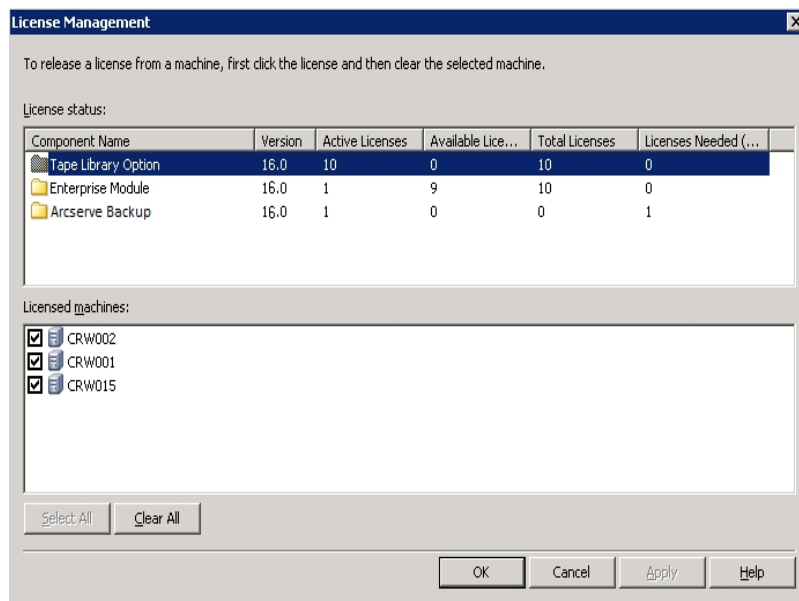 License Management
To release a license from a machine, first click the license and then clear the selected machine.
License status:
Component Name Version Active Licenses Available Lice... Total Licenses Licenses Needed (...
Tape Library Option 16.0 10 0 10 0
Enterprise Module 16.0 1 9 10 0
Arcserve Backup 16.0 1 0 0 1
Licensed machines:
CRW002
CRW001
CRW015
Select All Clear All
OK Cancel Apply Help